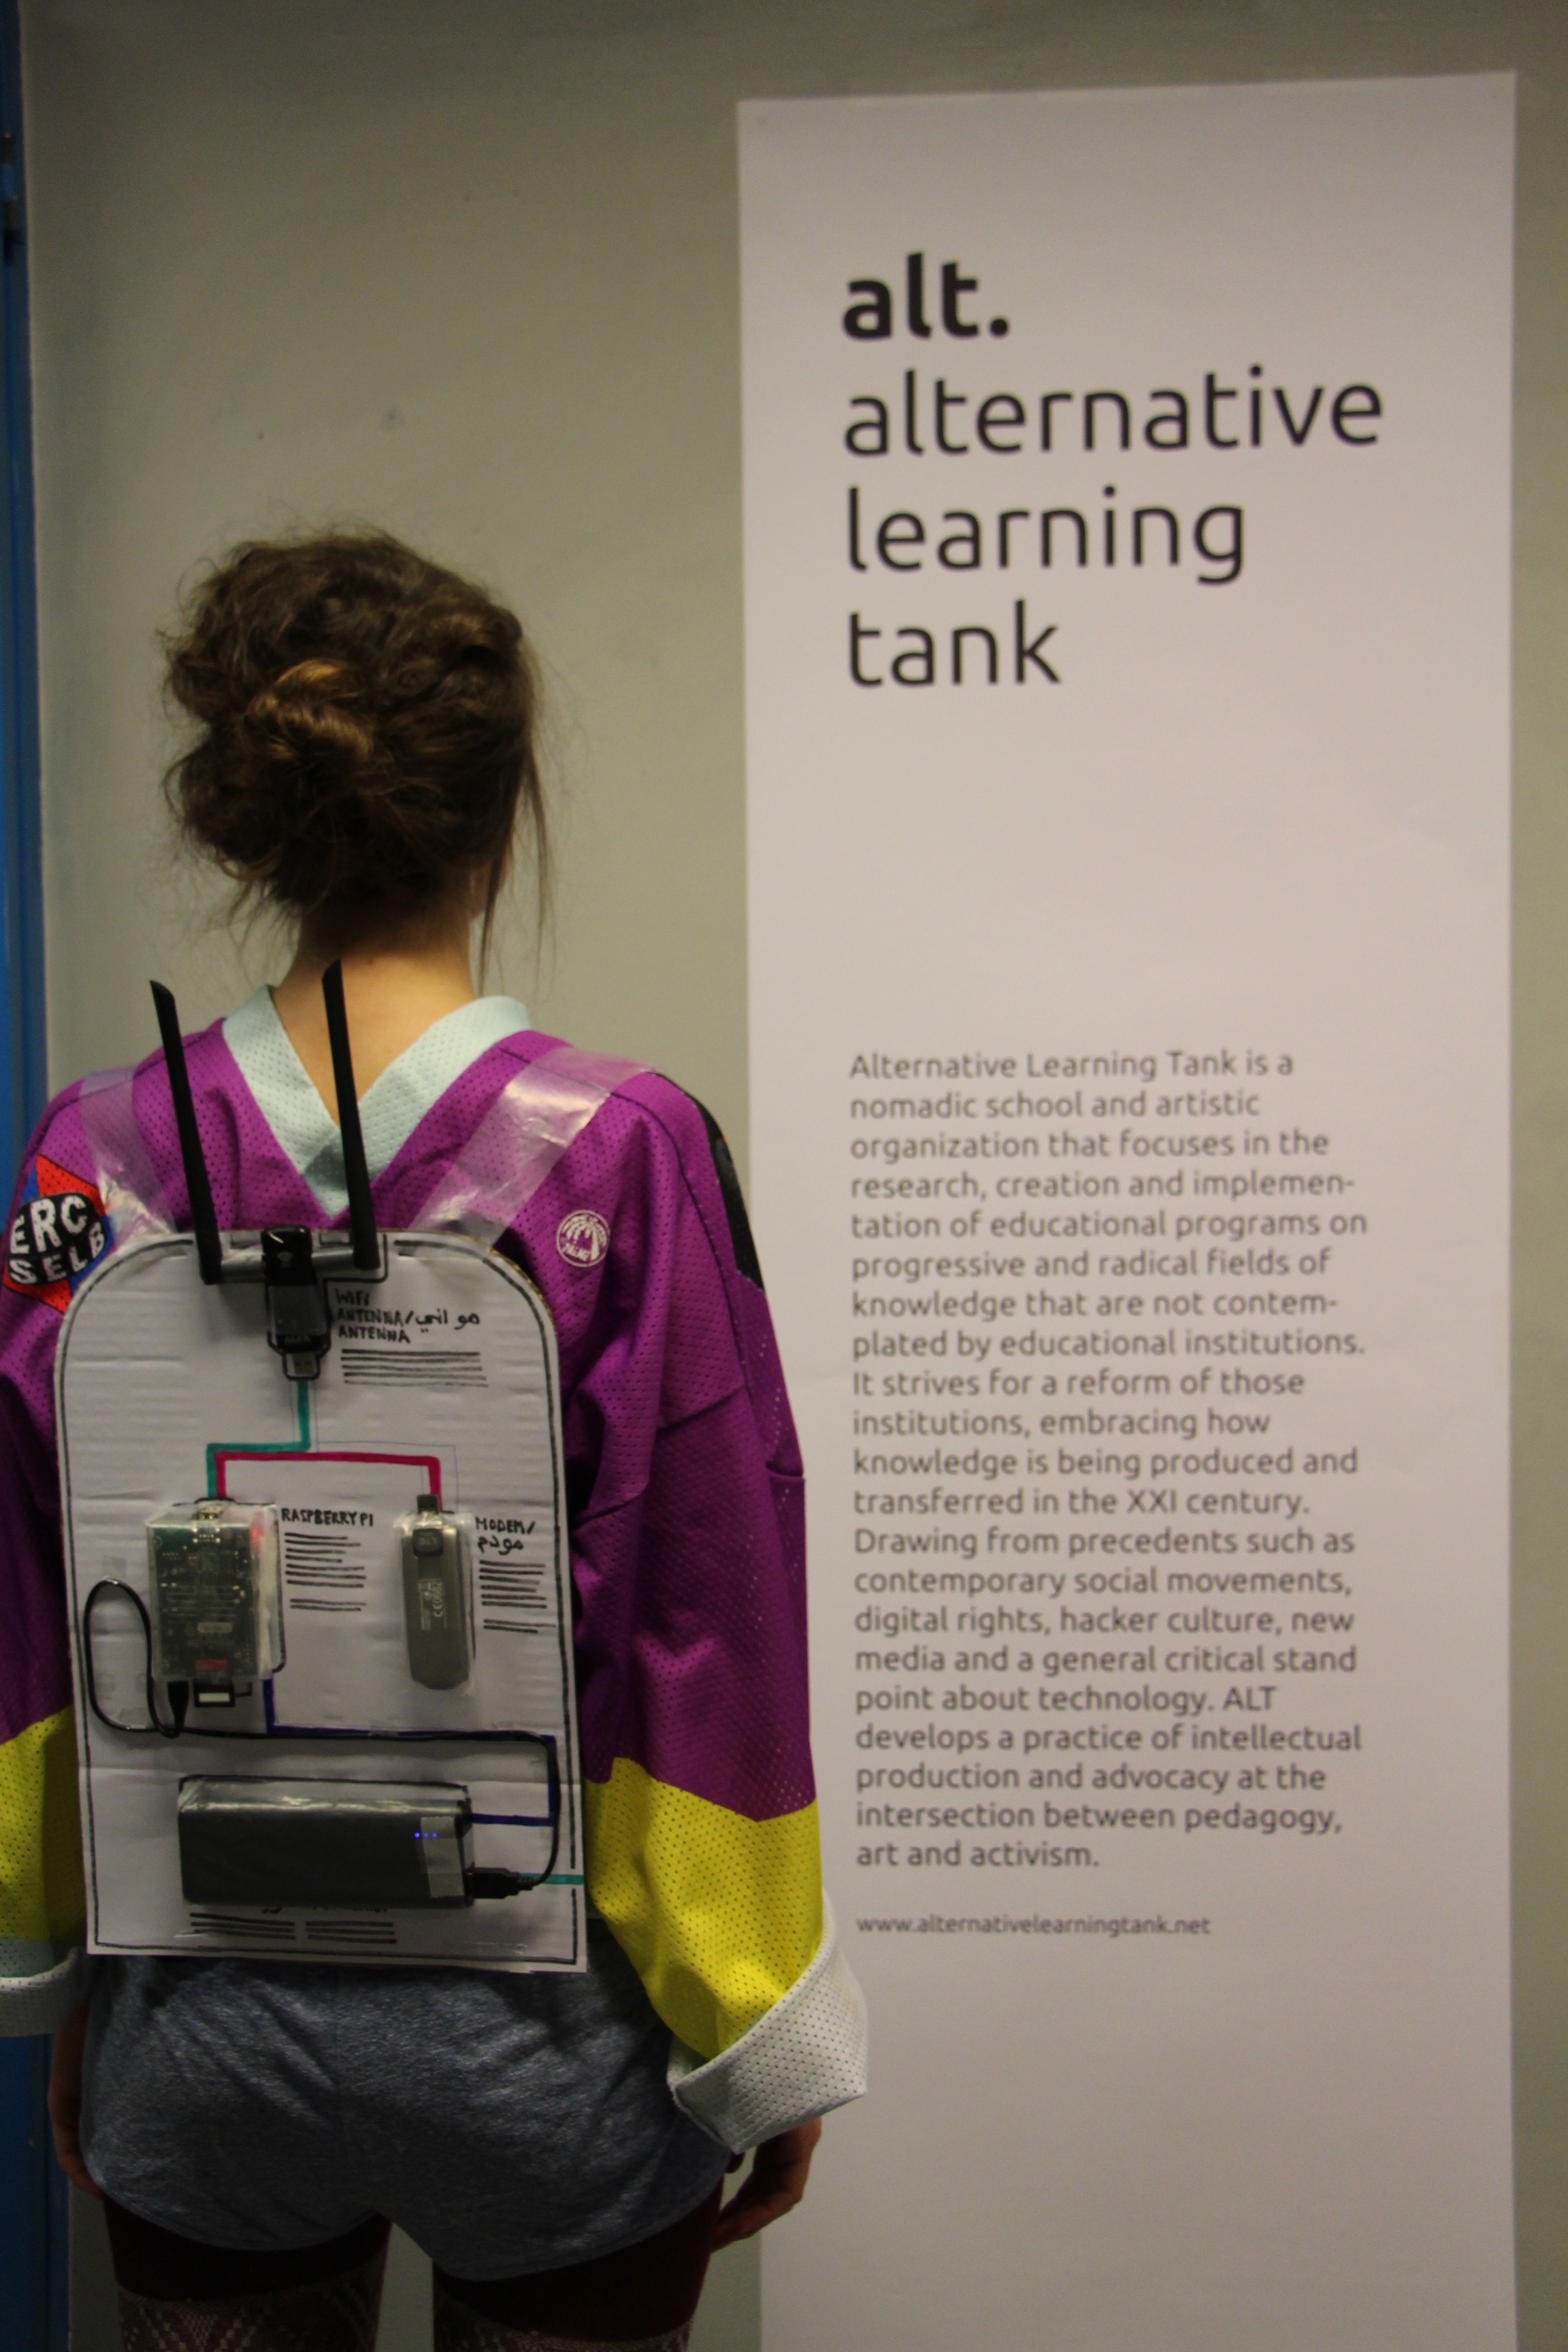 alt.
alternative
learning
tank
Alternative Learning Tank is a
nomadic school and artistic
organization that focuses in the
research, creation and implemen-
tation of educational programs on
progressive and radical fields of
knowledge that are not contem-
plated by educational institutions.
It strives for a reform of those
institutions, embracing how
knowledge is being produced and
transferred in the XXI century.
Drawing from precedents such as
contemporary social movements,
digital rights, hacker culture, new
media and a general critical stand
point about technology. ALT
develops a practice of intellectual
production and advocacy at the
intersection between pedagogy,
art and activism.
www.alternativelearningtank.net
ERC
SELB
WIFI
ANTENNA/هوائي
ANTENNA
RASPBERRY PI
MODEM/
مودم